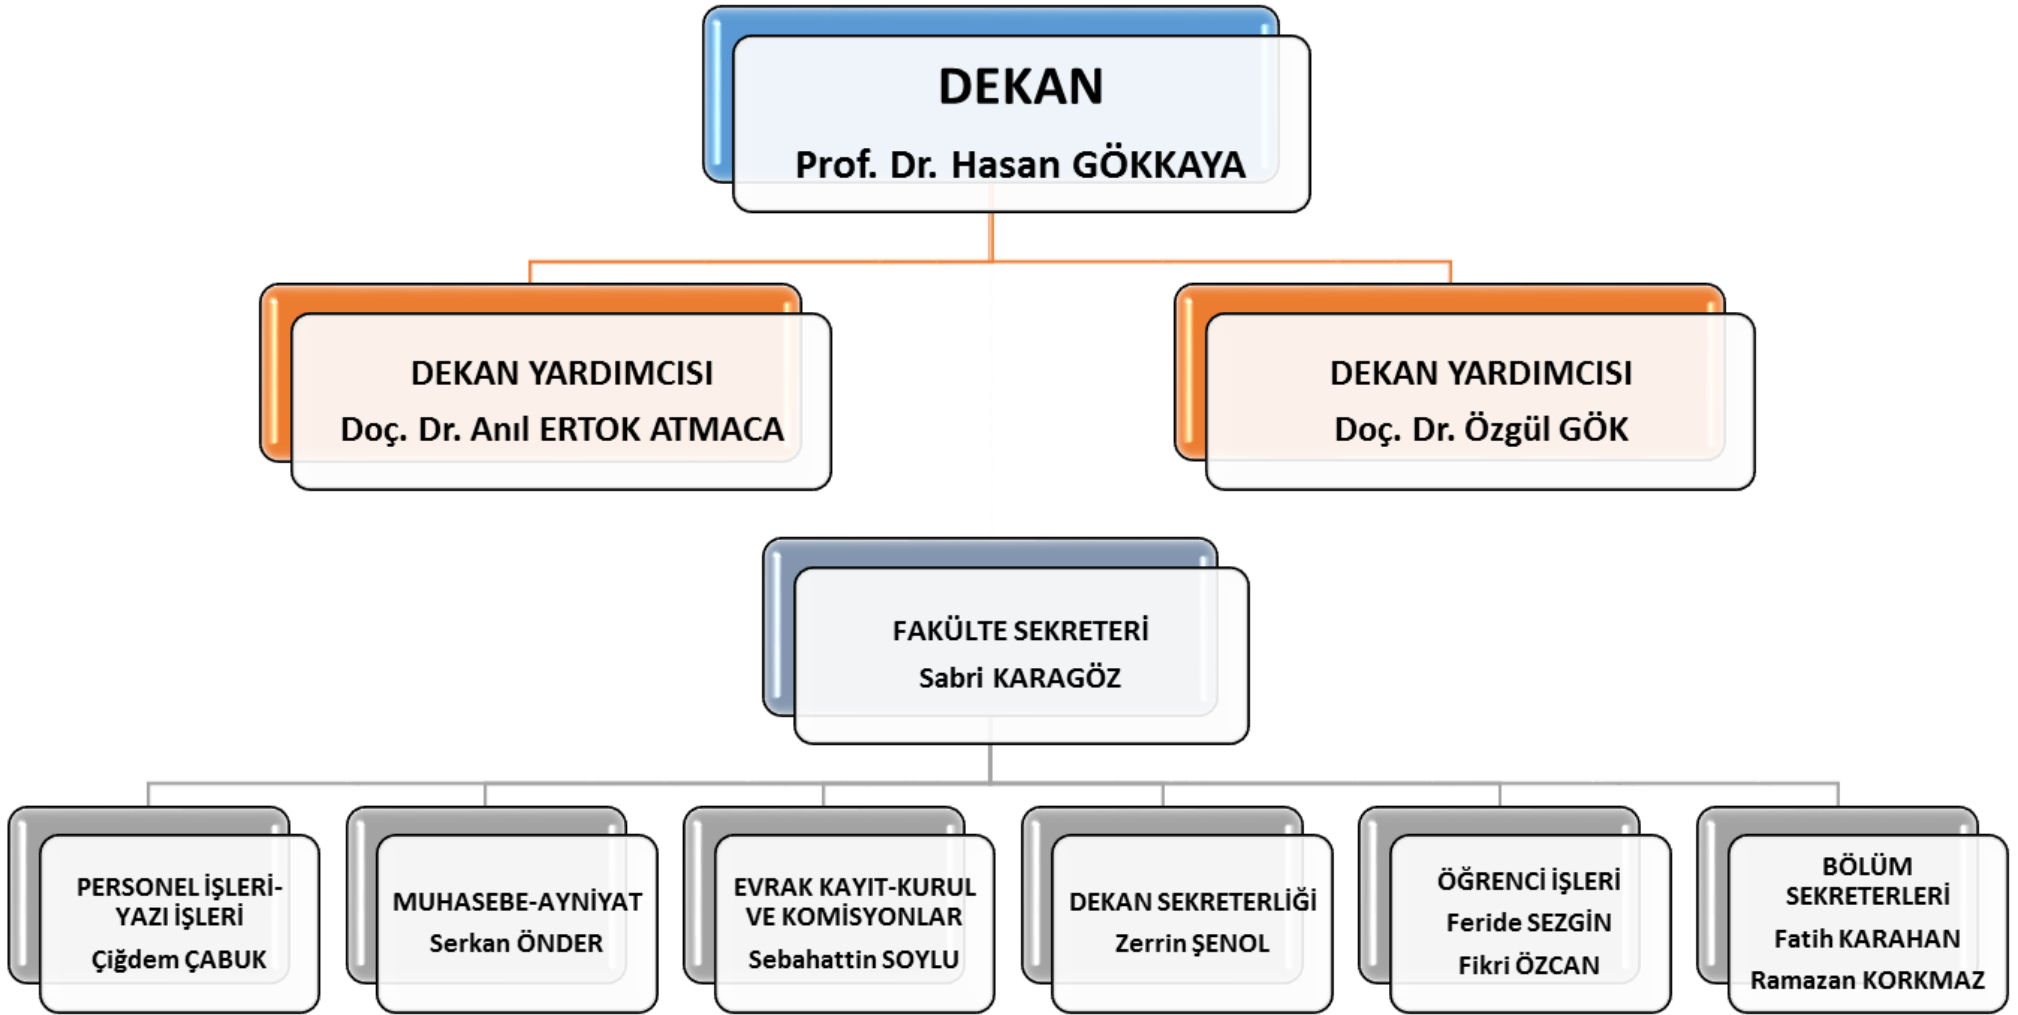 DEKAN
Prof. Dr. Hasan GÖKKAYA
DEKAN YARDIMCISI
Doç. Dr. Anıl ERTOK ATMACA
DEKAN YARDIMCISI
Doç. Dr. Özgül GÖK
FAKÜLTE SEKRETERİ
Sabri KARAGÖZ
PERSONEL İŞLERİ-
YAZI İŞLERİ
Çiğdem ÇABUK
MUHASEBE-AYNİYAT
Serkan ÖNDER
EVRAK KAYIT-KURUL
VE KOMİSYONLAR
Sebahattin SOYLU
DEKAN SEKRETERLİĞİ
Zerrin ŞENOL
ÖĞRENCİ İŞLERİ
Feride SEZGİN
Fikri ÖZCAN
BÖLÜM
SEKRETERLERİ
Fatih KARAHAN
Ramazan KORKMAZ